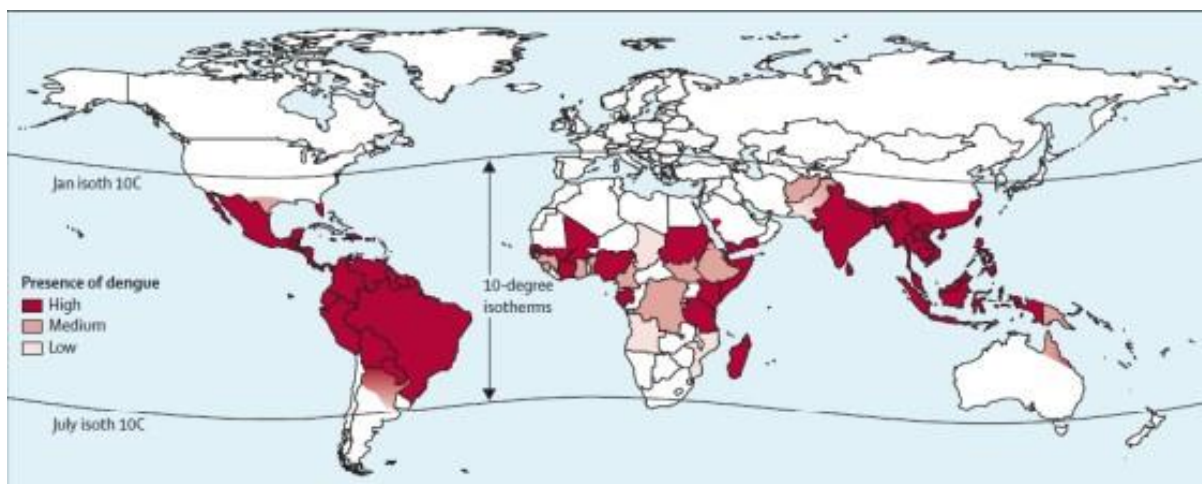 Jan isoth 10C
Presence of dengue
High
Medium
Low
10-degree
isotherms
July isoth 10C